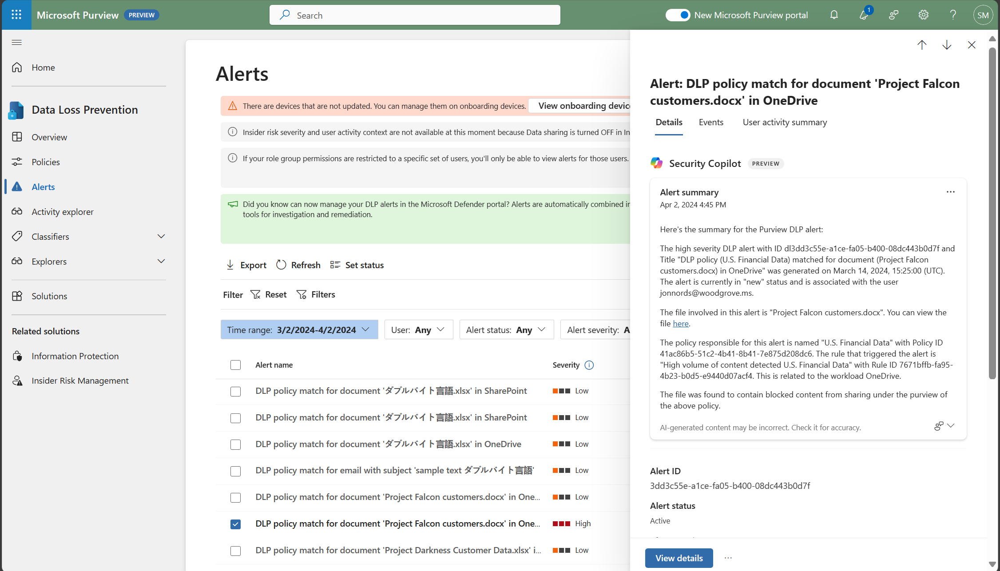 Microsoft Purview PREVIEW
Search
New Microsoft Purview portal
1
SM
Home
Data Loss Prevention
Overview
Policies
Alerts
Activity explorer
Classifiers
Explorers
Solutions
Related solutions
Information Protection
Insider Risk Management
Alerts
There are devices that are not updated. You can manage them on onboarding devices. View onboarding device
Insider risk severity and user activity context are not available at this moment because Data sharing is turned OFF in In
If your role group permissions are restricted to a specific set of users, you'll only be able to view alerts for those users.
Did you know can now manage your DLP alerts in the Microsoft Defender portal? Alerts are automatically combined in
tools for investigation and remediation.
Export Refresh Set status
Filter Reset Filters
Time range: 3/2/2024-4/2/2024 User: Any Alert status: Any Alert severity: A
Alert name Severity
DLP policy match for document 'ダブルバイト言語.xlsx' in SharePoint Low
DLP policy match for document 'ダブルバイト言語.xlsx' in SharePoint Low
DLP policy match for document 'ダブルバイト言語.xlsx' in OneDrive Low
DLP policy match for email with subject 'sample text ダブルバイト言語' Low
DLP policy match for document 'Project Falcon customers.docx' in One... Low
DLP policy match for document 'Project Falcon customers.docx' in One... High
DLP policy match for document 'Project Darkness Customer Data.xlsx' i... Low
Alert: DLP policy match for document 'Project Falcon
customers.docx' in OneDrive
Details Events User activity summary
Security Copilot PREVIEW
Alert summary
Apr 2, 2024 4:45 PM
Here's the summary for the Purview DLP alert:
The high severity DLP alert with ID dl3dd3c55e-a1ce-fa05-b400-08dc443b0d7f and
Title "DLP policy (U.S. Financial Data) matched for document (Project Falcon
customers.docx) in OneDrive" was generated on March 14, 2024, 15:25:00 (UTC).
The alert is currently in "new" status and is associated with the user
jonnords@woodgrove.ms.
The file involved in this alert is "Project Falcon customers.docx". You can view the
file here.
The policy responsible for this alert is named "U.S. Financial Data" with Policy ID
41ac86b5-51c2-4b41-8b41-7e875d208dc6. The rule that triggered the alert is
"High volume of content detected U.S. Financial Data" with Rule ID 7671bffb-fa95-
4b23-b0d5-e9440d07acf4. This is related to the workload OneDrive.
The file was found to contain blocked content from sharing under the purview of
the above policy.
AI-generated content may be incorrect. Check it for accuracy.
Alert ID
3dd3c55e-a1ce-fa05-b400-08dc443b0d7f
Alert status
Active
View details